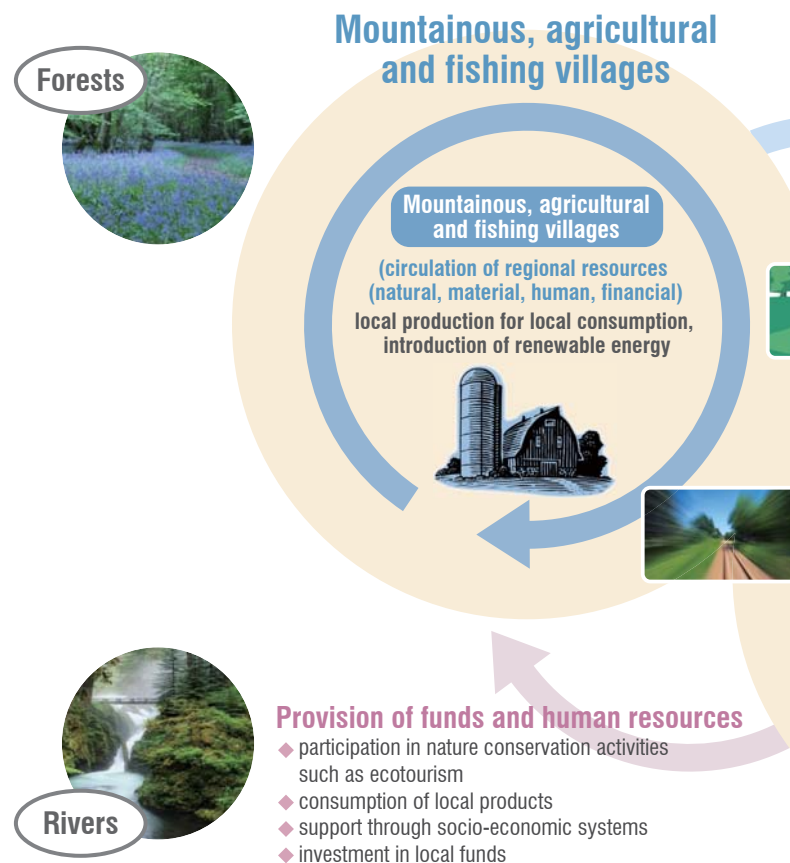 Mountainous, agricultural
and fishing villages
Forests
Mountainous, agricultural
and fishing villages
(circulation of regional resources
(natural, material, human, financial)
local production for local consumption,
introduction of renewable energy
Provision of funds and human resources
◆ participation in nature conservation activities
such as ecotourism
◆ consumption of local products
◆ support through socio-economic systems
◆ investment in local funds
Rivers